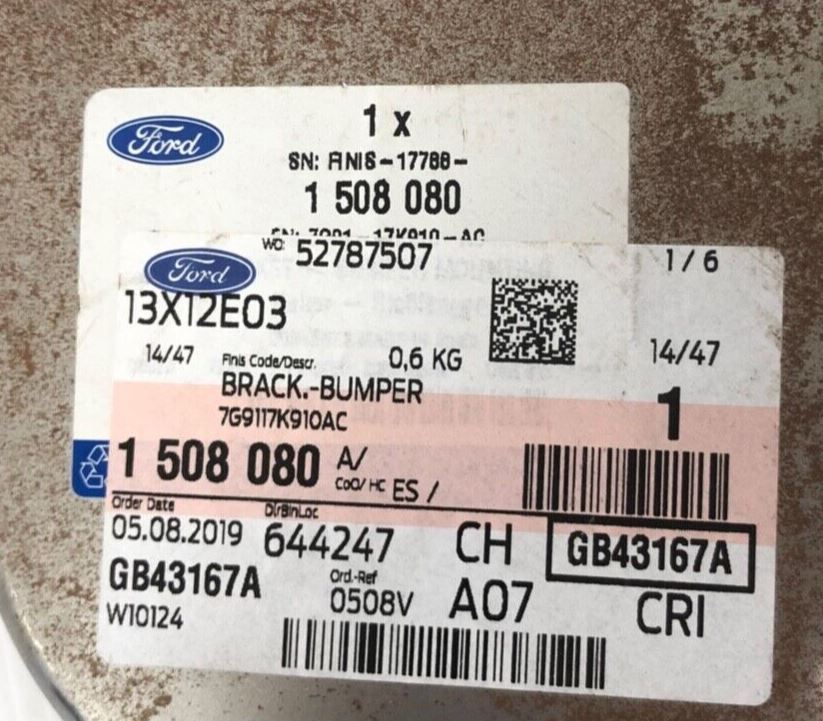 Ford
1 x
SN: FINIS-17788-
1 508 080
WO: 52787507
1 / 6
Ford
13X12E03
14/47
Finis Code/Descr.
0,6 KG
14/47
BRACK.-BUMPER
7G9117K910AC
1
1 508 080 A/ CoO/ HC ES /
Order Date
DlrBinLoc
05.08.2019 644247 CH GB43167A
GB43167A
Ord.-Ref
W10124
0508V A07 CRI